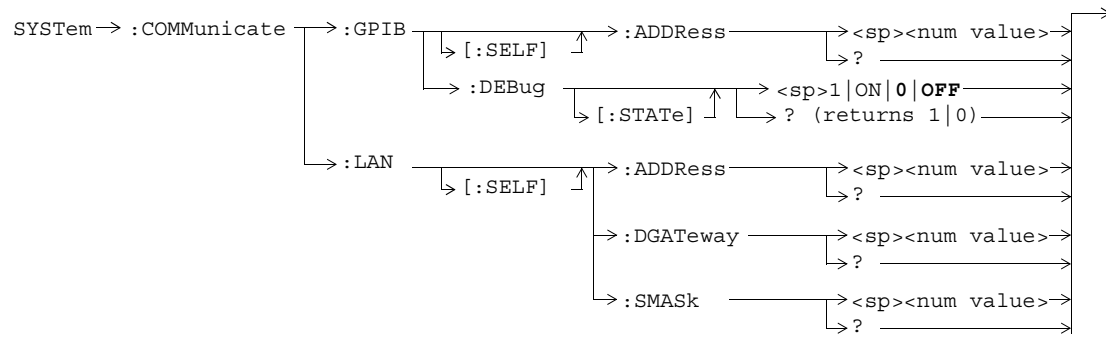 SYSTem :COMMunicate :GPIB :ADDRess <sp><num value>
[:SELF] ?
:DEBug <sp>1|ON|0|OFF
[:STATe] ? (returns 1|0)
:LAN :ADDRess <sp><num value>
[:SELF] ?
:DGATeway <sp><num value>
?
:SMASk <sp><num value>
?